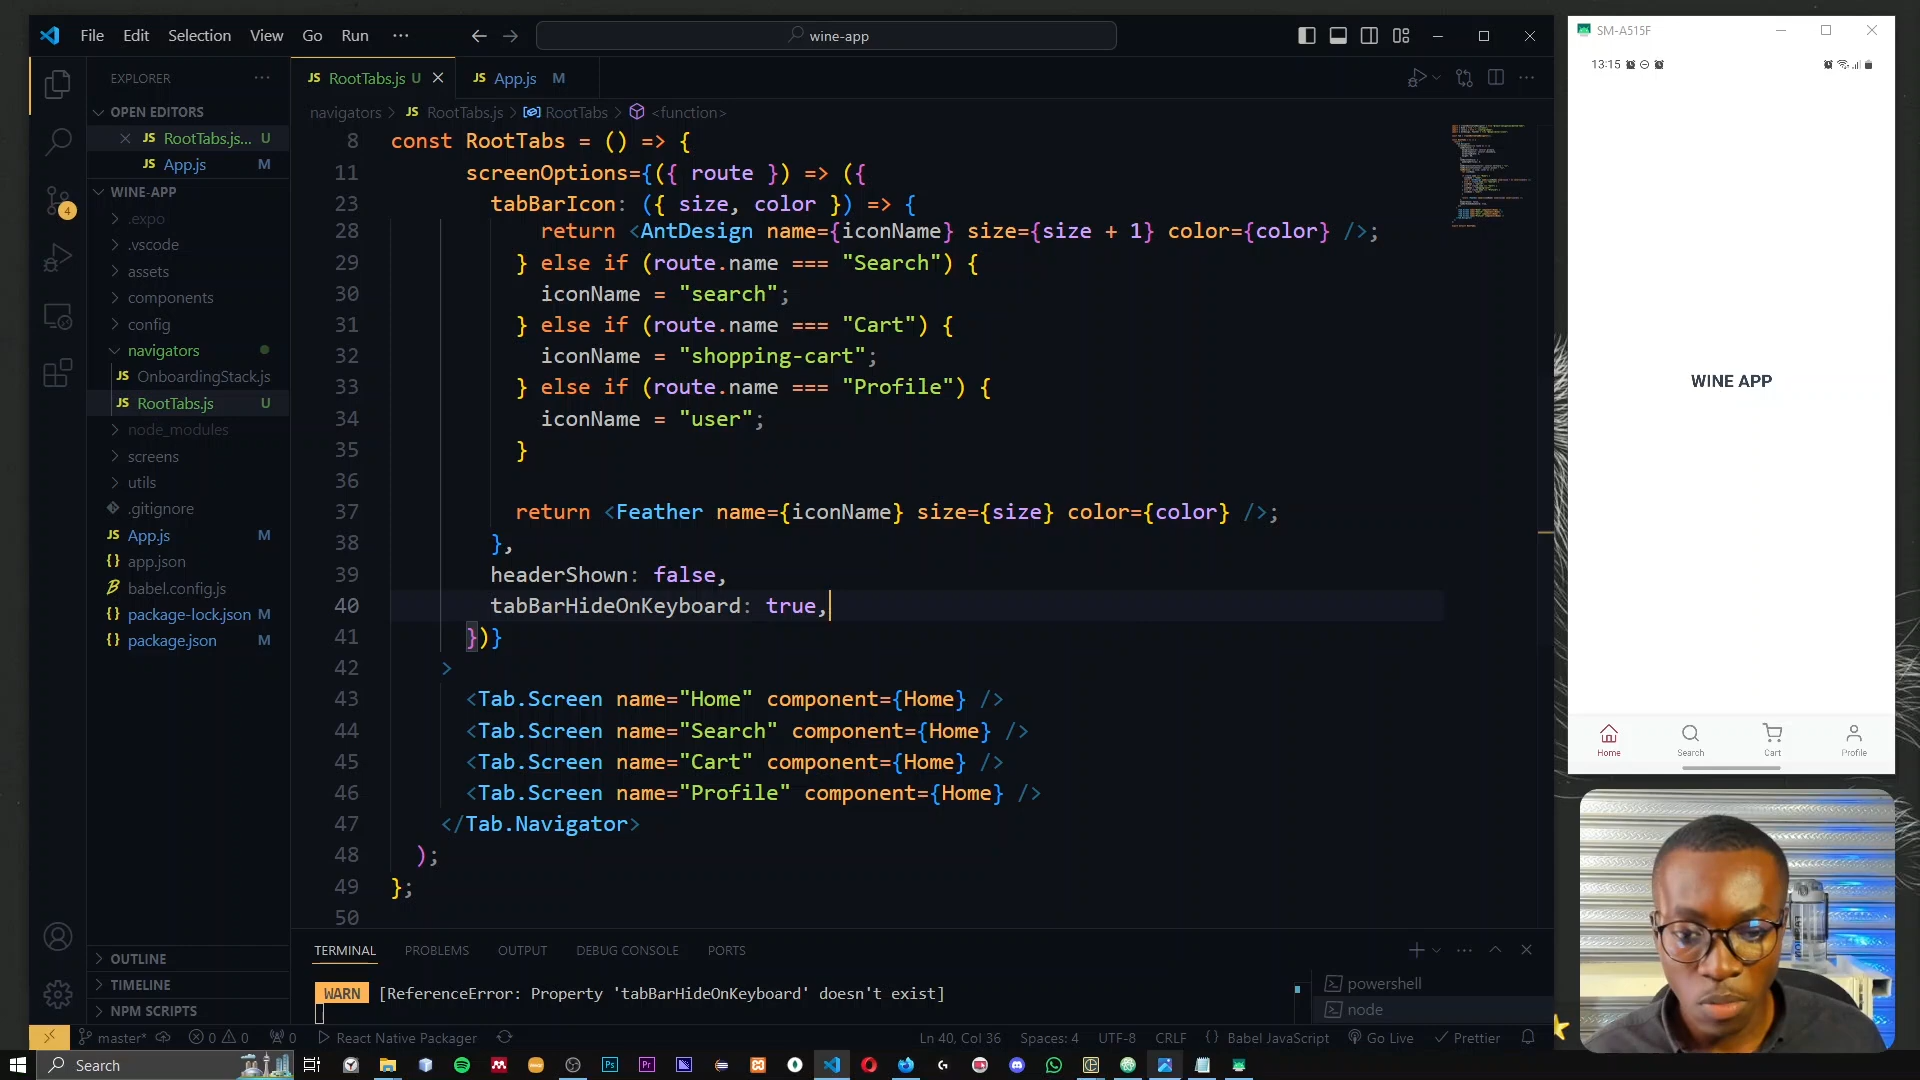 File Edit Selection View Go Run ··· wine-app
EXPLORER
OPEN EDITORS
JS RootTabs.js... U
JS App.js M
WINE-APP
.expo
.vscode
assets
components
config
navigators
JS OnboardingStack.js
JS RootTabs.js U
node_modules
screens
utils
.gitignore
JS App.js M
{} app.json
babel.config.js
{} package-lock.json M
{} package.json M
OUTLINE
TIMELINE
NPM SCRIPTS
4
JS RootTabs.js U JS App.js M
navigators > JS RootTabs.js > RootTabs > <function>
8 const RootTabs = () => {
11 screenOptions={({ route }) => ({
23 tabBarIcon: ({ size, color }) => {
28 return <AntDesign name={iconName} size={size + 1} color={color} />;
29 } else if (route.name === "Search") {
30 iconName = "search";
31 } else if (route.name === "Cart") {
32 iconName = "shopping-cart";
33 } else if (route.name === "Profile") {
34 iconName = "user";
35 }
36
37 return <Feather name={iconName} size={size} color={color} />;
38 },
39 headerShown: false,
40 tabBarHideOnKeyboard: true,
41 })}
42 >
43 <Tab.Screen name="Home" component={Home} />
44 <Tab.Screen name="Search" component={Home} />
45 <Tab.Screen name="Cart" component={Home} />
46 <Tab.Screen name="Profile" component={Home} />
47 </Tab.Navigator>
48 );
49 };
50
TERMINAL PROBLEMS OUTPUT DEBUG CONSOLE PORTS
WARN [ReferenceError: Property 'tabBarHideOnKeyboard' doesn't exist]
powershell
node
master* 0 0 0 React Native Packager Ln 40, Col 36 Spaces: 4 UTF-8 CRLF {} Babel JavaScript Go Live Prettier
Search
SM-A515F
13:15
WINE APP
Home Search Cart Profile